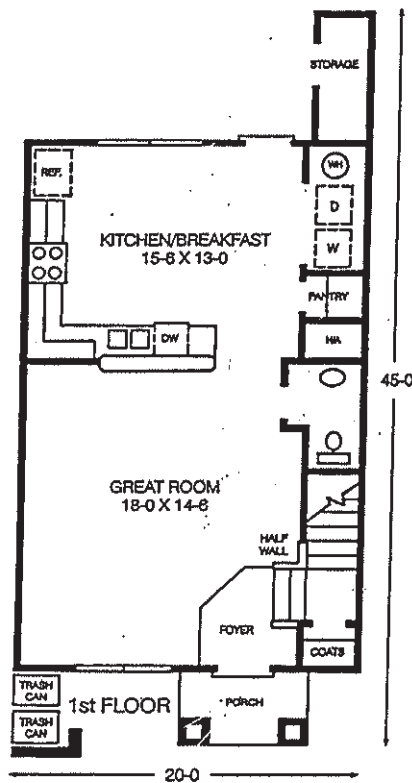 STORAGE
REF.
WH
D
W
KITCHEN/BREAKFAST
15-6 X 13-0
PANTRY
DW
H/A
45-0
GREAT ROOM
18-0 X 14-6
HALF
WALL
FOYER
COATS
TRASH
CAN
1st FLOOR
PORCH
TRASH
CAN
20-0